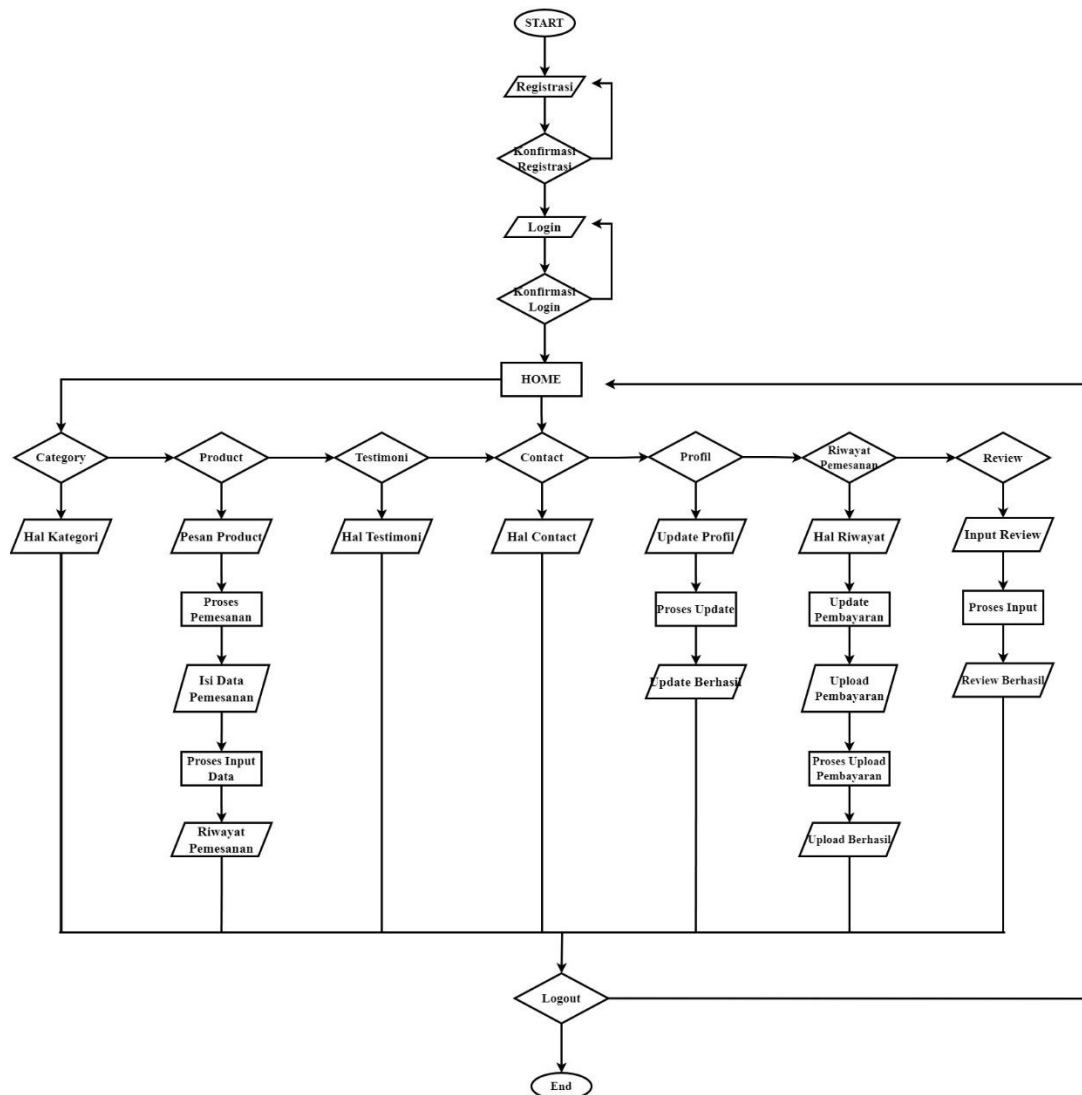 START
Registrasi
Konfirmasi
Registrasi
Login
Konfirmasi
Login
HOME
Category
Product
Testimoni
Contact
Profil
Riwayat
Pemesanan
Review
Hal Kategori
Pesan Product
Hal Testimoni
Hal Contact
Update Profil
Hal Riwayat
Input Review
Proses
Pemesanan
Proses Update
Update
Pembayaran
Proses Input
Isi Data
Pemesanan
Update Berhasil
Upload
Pembayaran
Review Berhasil
Proses Input
Data
Proses Upload
Pembayaran
Riwayat
Pemesanan
Upload Berhasil
Logout
End